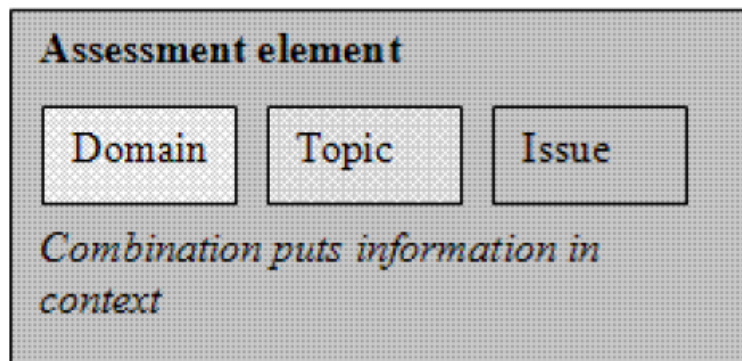 Assessment element
Domain Topic Issue
Combination puts information in
context